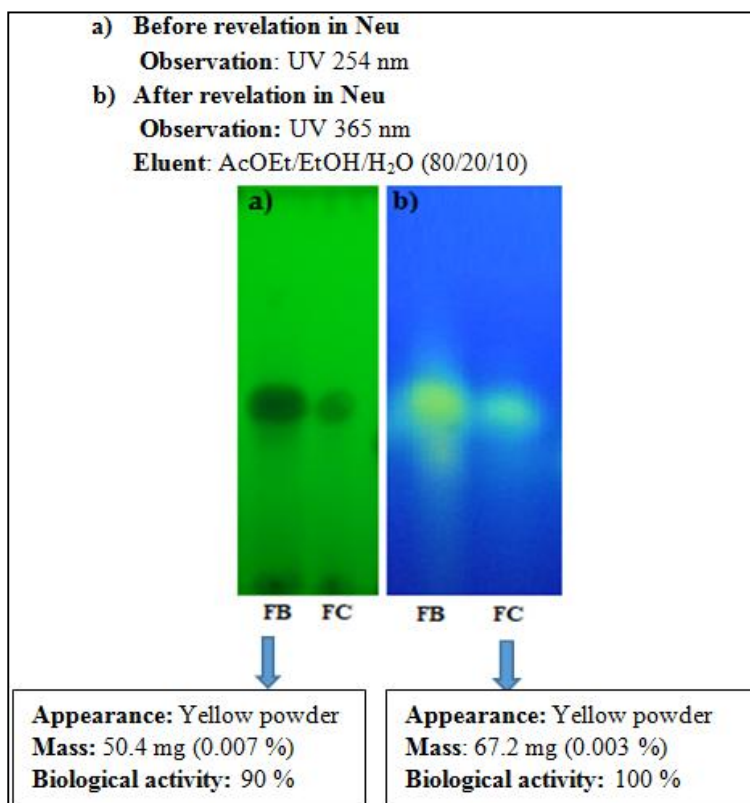 a) Before revelation in Neu
Observation: UV 254 nm
b) After revelation in Neu
Observation: UV 365 nm
Eluent: AcOEt/EtOH/H₂O (80/20/10)
a)
b)
FB FC
FB FC
Appearance: Yellow powder
Mass: 50.4 mg (0.007 %)
Biological activity: 90 %
Appearance: Yellow powder
Mass: 67.2 mg (0.003 %)
Biological activity: 100 %